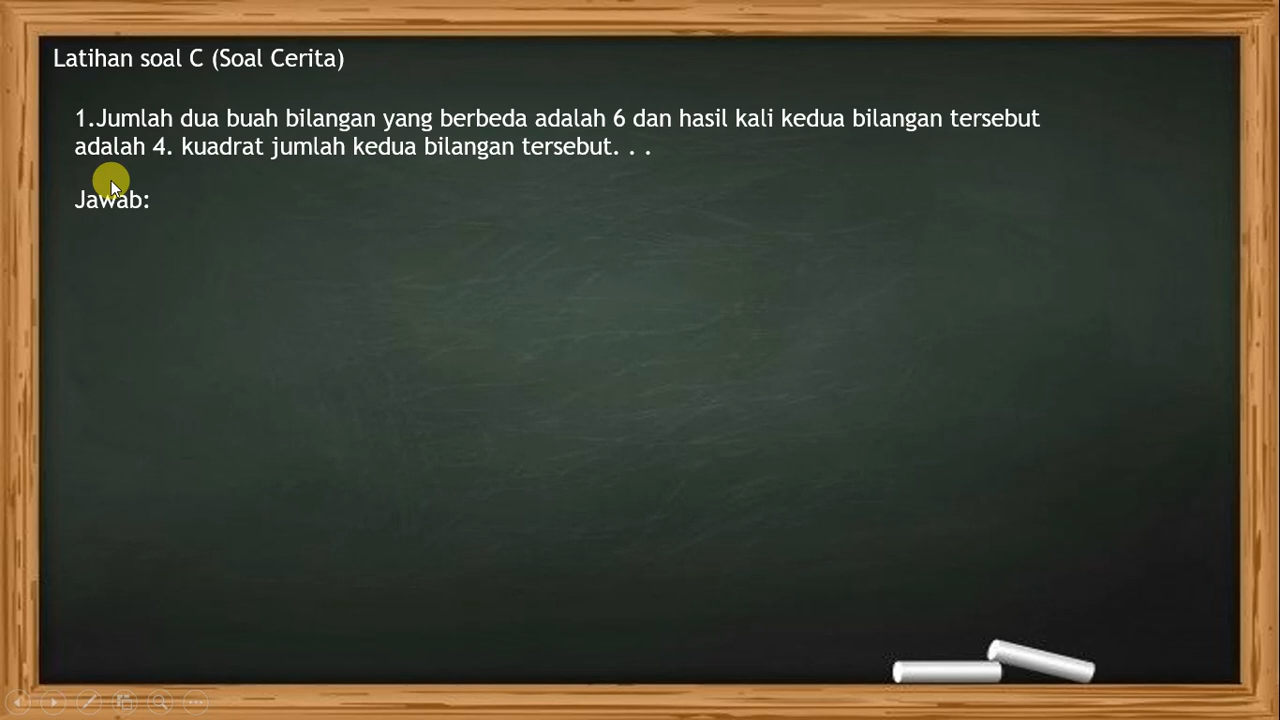 Latihan soal C (Soal Cerita)
1.Jumlah dua buah bilangan yang berbeda adalah 6 dan hasil kali kedua bilangan tersebut
adalah 4. kuadrat jumlah kedua bilangan tersebut. . .
Jawab: